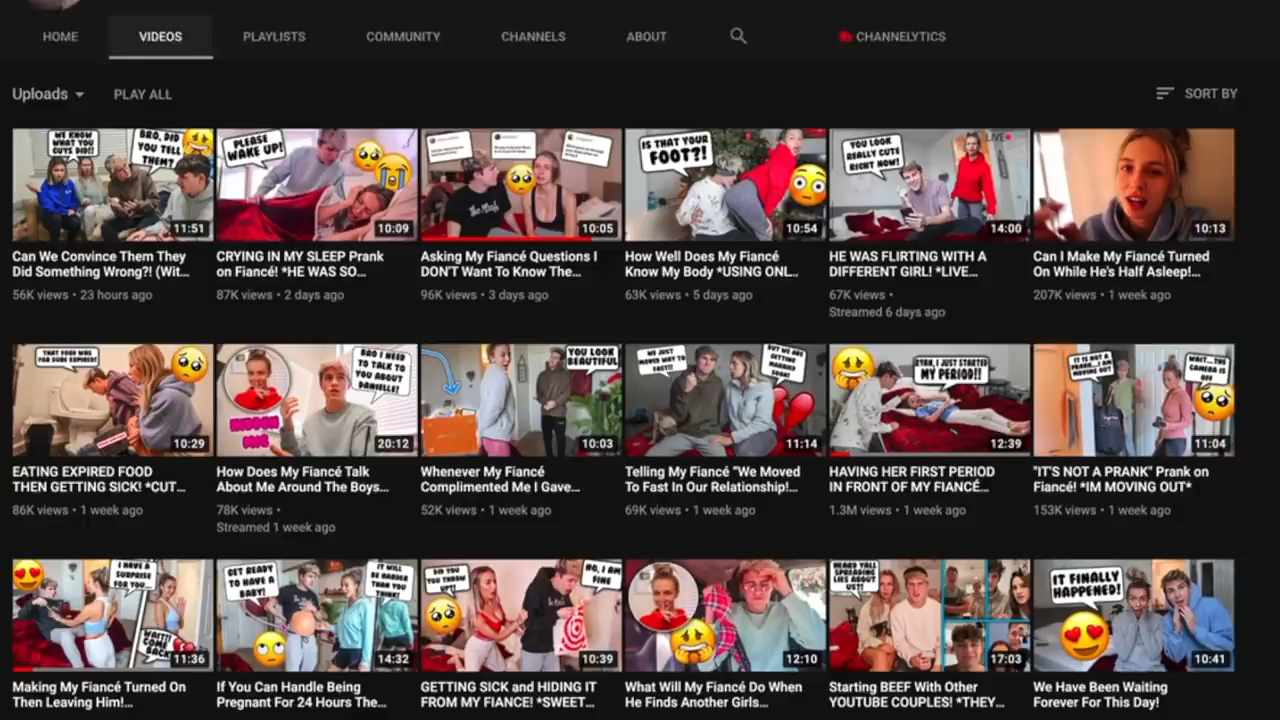 HOME VIDEOS PLAYLISTS COMMUNITY CHANNELS ABOUT CHANNELYTICS
Uploads PLAY ALL SORT BY
WE KNOW
WHAT YOU
GUYS DID!!
BRO, DID
YOU TELL
THEM?
11:51
PLEASE
WAKE UP!
10:09
10:05
IS THAT YOUR
FOOT?!
10:54
YOU LOOK
REALLY CUTE
RIGHT NOW!
LIVE
14:00
10:13
Can We Convince Them They
Did Something Wrong?! (Wit...
56K views • 23 hours ago
CRYING IN MY SLEEP Prank
on Fiancé! *HE WAS SO...
87K views • 2 days ago
Asking My Fiancé Questions I
DON'T Want To Know The...
96K views • 3 days ago
How Well Does My Fiancé
Know My Body *USING ONL...
63K views • 5 days ago
HE WAS FLIRTING WITH A
DIFFERENT GIRL! *LIVE...
67K views •
Streamed 6 days ago
Can I Make My Fiancé Turned
On While He's Half Asleep!...
207K views • 1 week ago
THAT FOOD WAS
FOR SURE EXPIRED!
10:29
BRO I NEED
TO TALK TO
YOU ABOUT
DANIELLE!
20:12
YOU LOOK
BEAUTIFUL
10:03
WE JUST
MOVED WAY TO
FAST!!
BUT WE ARE
GETTING
MARRIED
SOON!
11:14
RYAN, I JUST STARTED
MY PERIOD!!
12:39
IT IS NOT A
PRANK... I AM
MOVING OUT
WAIT...THE
CAMERA IS
OFF
11:04
EATING EXPIRED FOOD
THEN GETTING SICK! *CUT...
86K views • 1 week ago
How Does My Fiancé Talk
About Me Around The Boys...
78K views •
Streamed 1 week ago
Whenever My Fiancé
Complimented Me I Gave...
52K views • 1 week ago
Telling My Fiancé "We Moved
To Fast In Our Relationship!...
69K views • 1 week ago
HAVING HER FIRST PERIOD
IN FRONT OF MY FIANCÉ...
1.3M views • 1 week ago
"IT'S NOT A PRANK" Prank on
Fiancé! *IM MOVING OUT*
153K views • 1 week ago
I HAVE A
SURPRISE
FOR YOU...
WAIT!!
COME
BACK
11:36
GET READY
TO HAVE A
BABY!
IT WILL
BE HARDER
THAN YOU
THINK!
14:32
DID YOU
THROW
UP?
NO, I AM
FINE
10:39
12:10
HEARD YALL
SPREADING
LIES ABOUT
US!!
17:03
IT FINALLY
HAPPENED!
10:41
Making My Fiancé Turned On
Then Leaving Him!...
If You Can Handle Being
Pregnant For 24 Hours The...
GETTING SICK and HIDING IT
FROM MY FIANCE! *SWEET...
What Will My Fiancé Do When
He Finds Another Girls...
Starting BEEF With Other
YOUTUBE COUPLES! *THEY...
We Have Been Waiting
Forever For This Day!